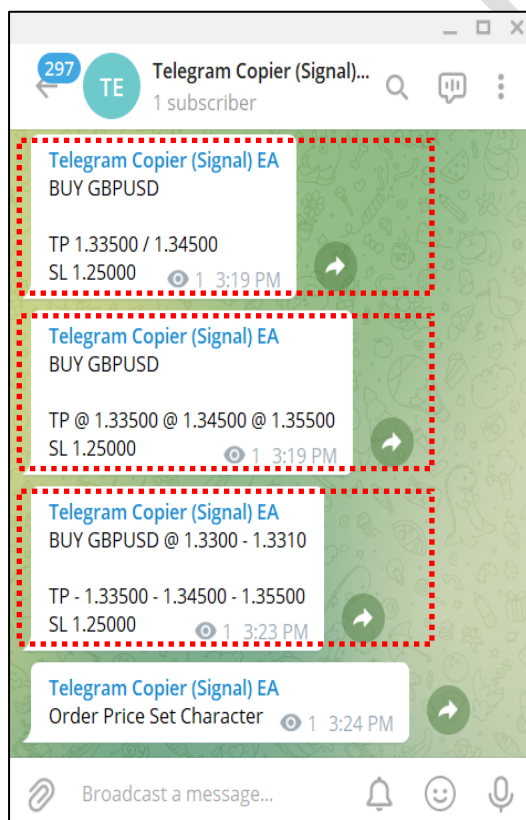 297
TE
Telegram Copier (Signal)...
1 subscriber
Telegram Copier (Signal) EA
BUY GBPUSD
TP 1.33500 / 1.34500
SL 1.25000 1 3:19 PM
Telegram Copier (Signal) EA
BUY GBPUSD
TP @ 1.33500 @ 1.34500 @ 1.35500
SL 1.25000 1 3:19 PM
Telegram Copier (Signal) EA
BUY GBPUSD @ 1.3300 - 1.3310
TP - 1.33500 - 1.34500 - 1.35500
SL 1.25000 1 3:23 PM
Telegram Copier (Signal) EA
Order Price Set Character 1 3:24 PM
Broadcast a message...